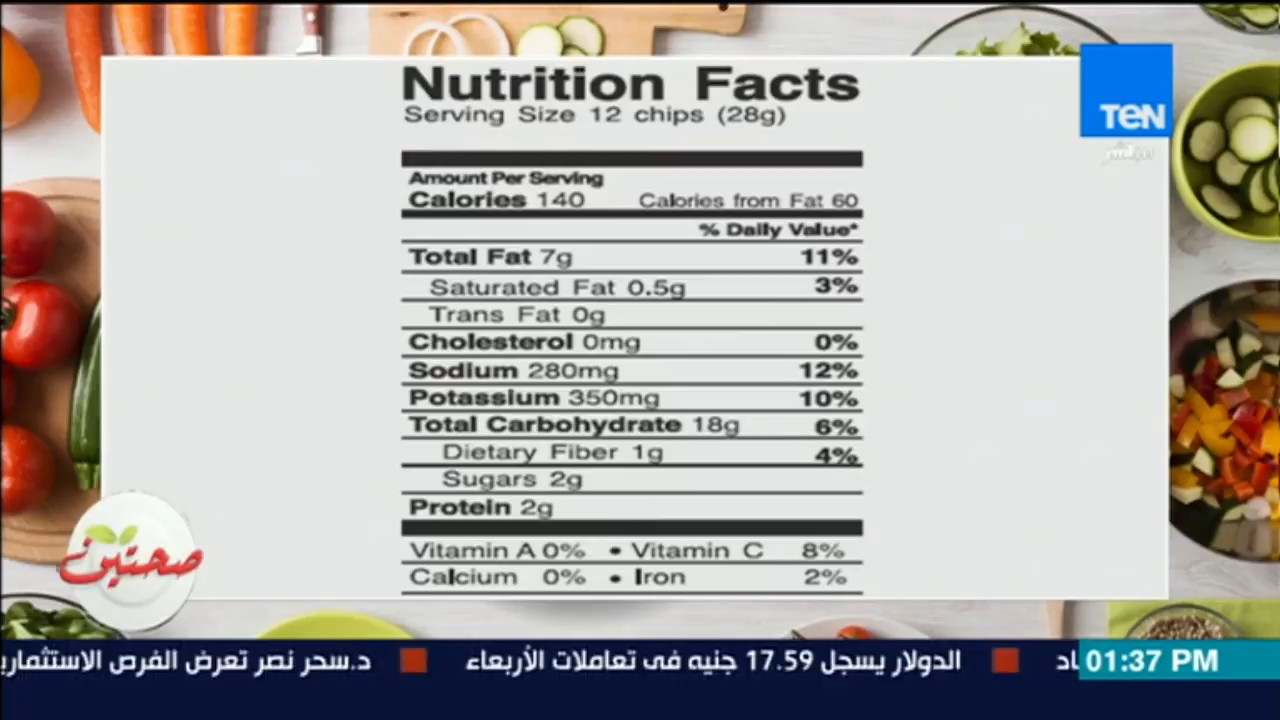 Nutrition Facts
Serving Size 12 chips (28g)
TEN
مباشر
Amount Per Serving
Calories 140 Calories from Fat 60
% Daily Value*
Total Fat 7g 11%
Saturated Fat 0.5g 3%
Trans Fat 0g
Cholesterol 0mg 0%
Sodium 280mg 12%
Potassium 350mg 10%
Total Carbohydrate 18g 6%
Dietary Fiber 1g 4%
Sugars 2g
Protein 2g
Vitamin A 0% • Vitamin C 8%
Calcium 0% • Iron 2%
صحتين
الدولار يسجل 17.59 جنيه فى تعاملات الأربعاء د.سحر نصر تعرض الفرص
01:37 PM